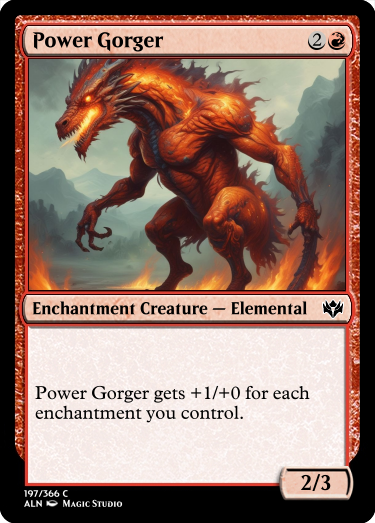 Power Gorger 2
Enchantment Creature — Elemental
Power Gorger gets +1/+0 for each
enchantment you control.
2/3
197/366 C
ALN Magic Studio